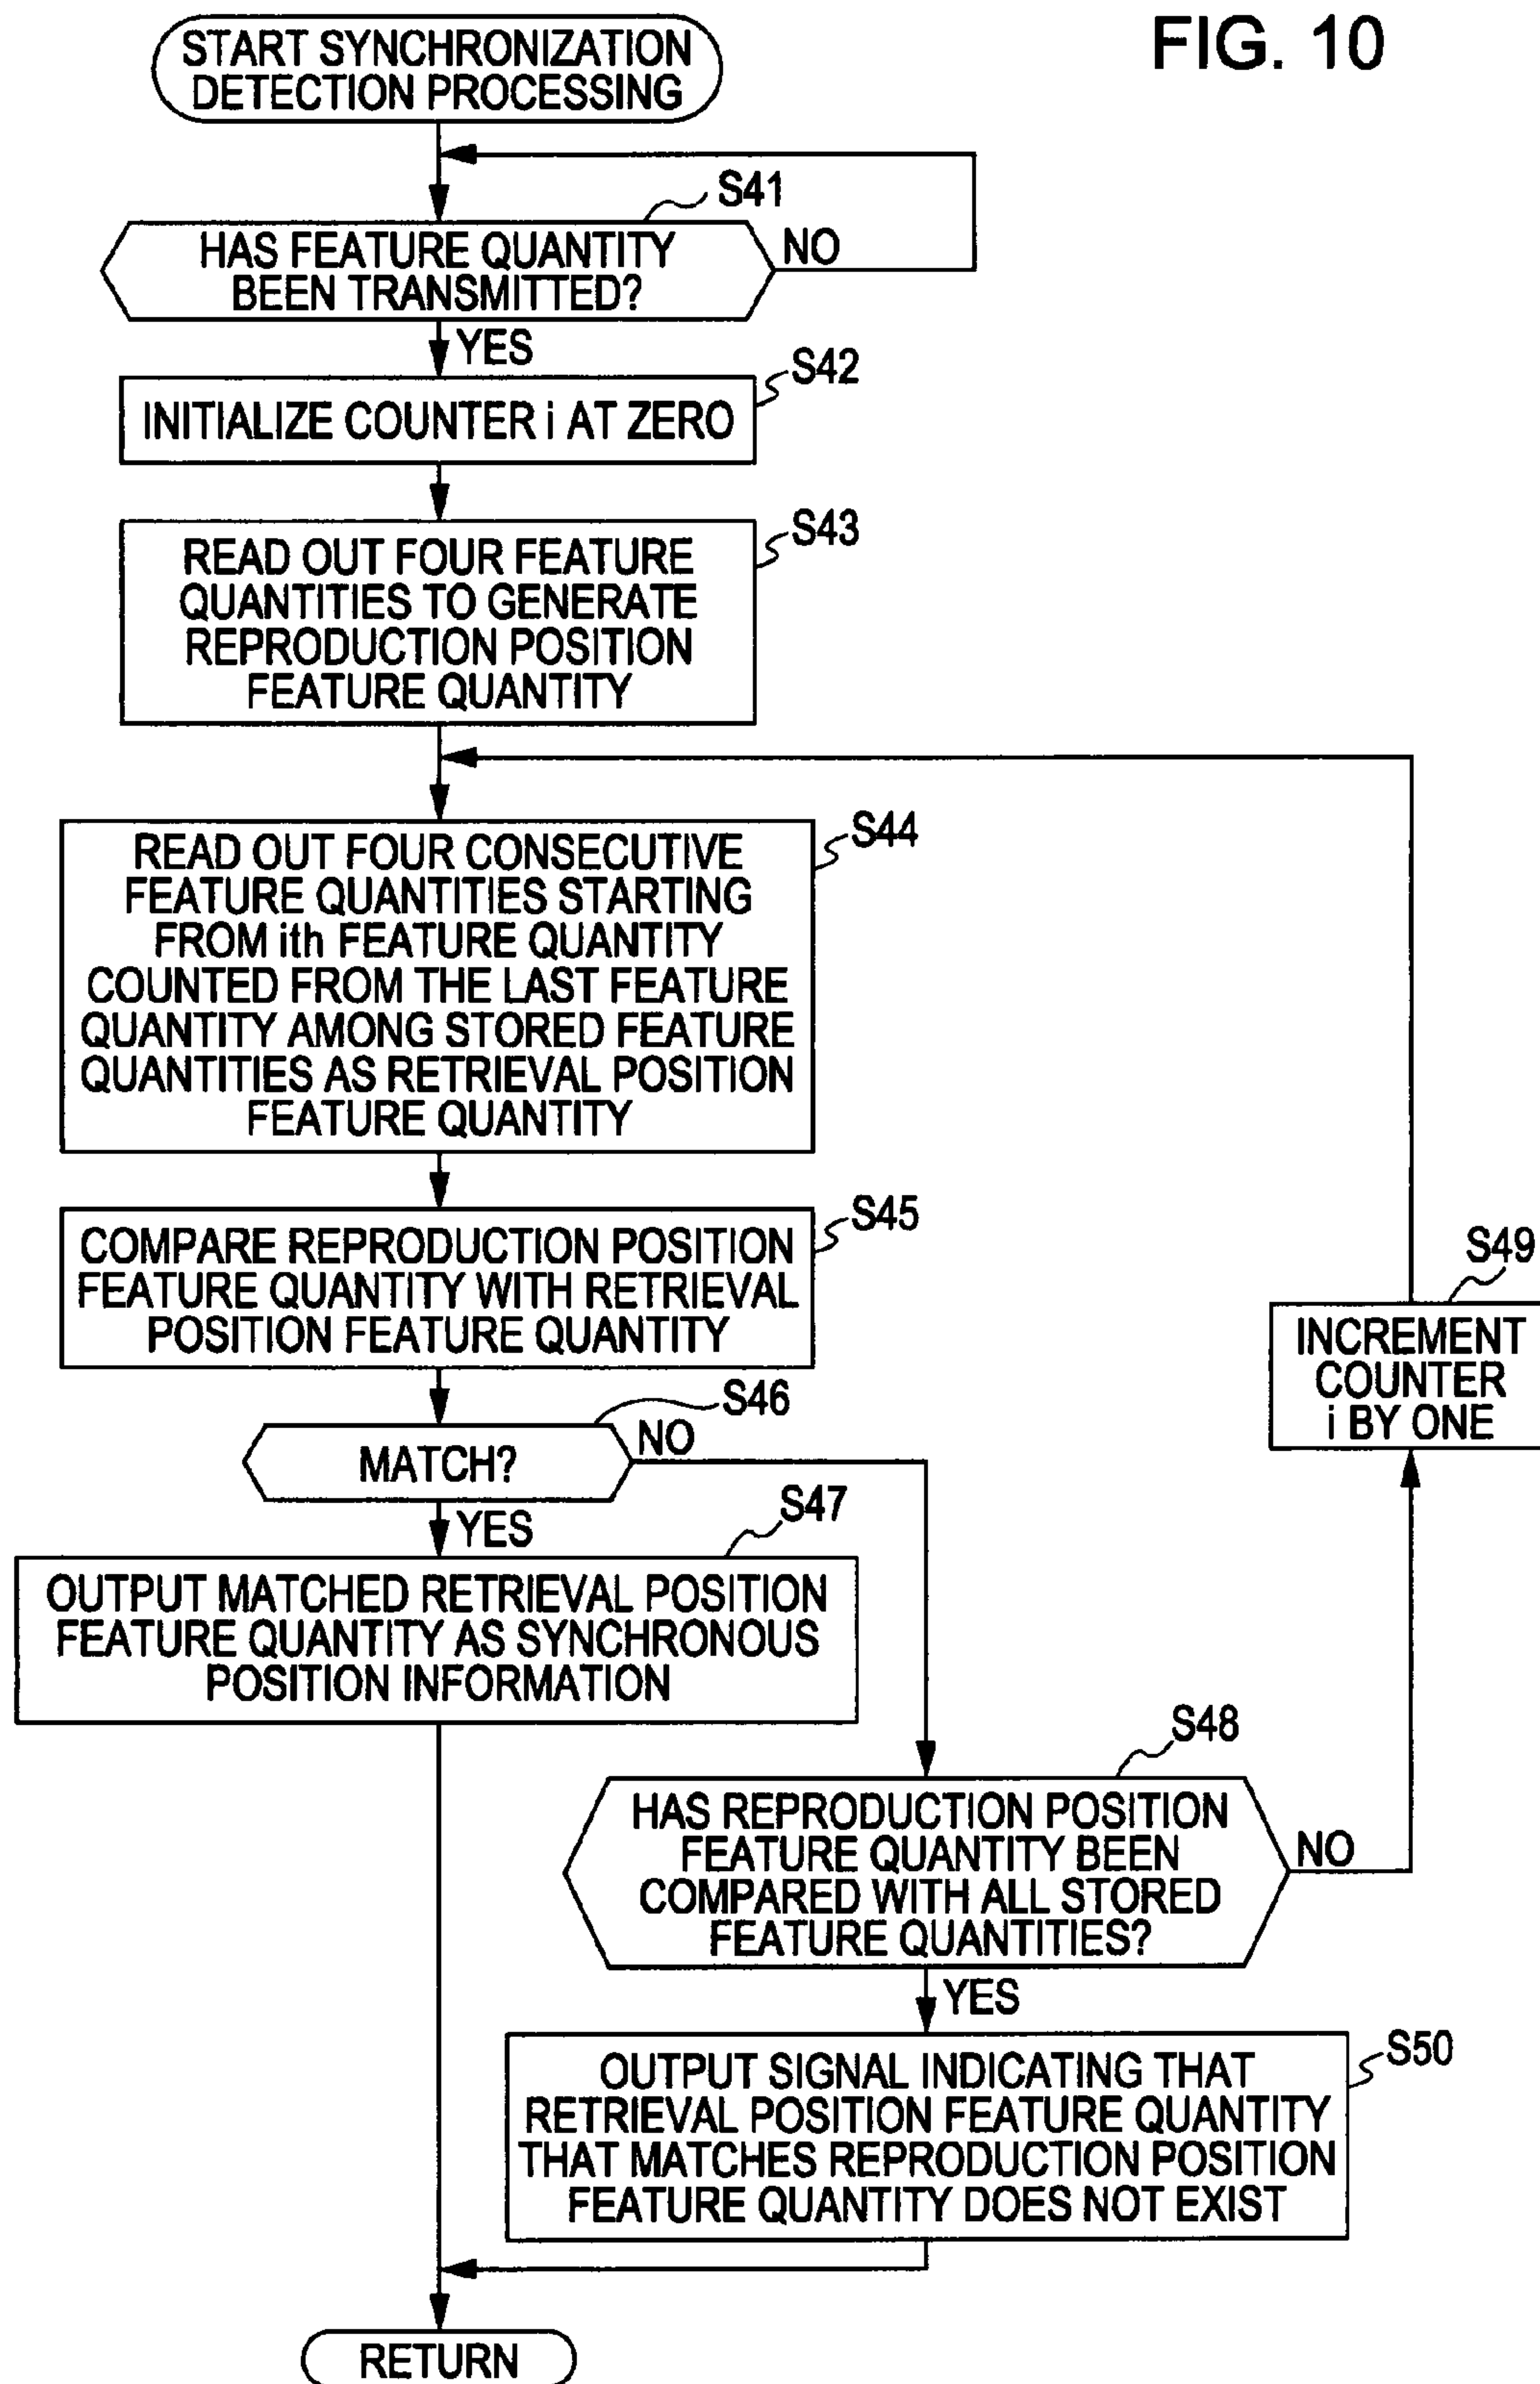 FIG. 10
START SYNCHRONIZATION
DETECTION PROCESSING
S41
HAS FEATURE QUANTITY
BEEN TRANSMITTED?
NO
YES
S42
INITIALIZE COUNTER i AT ZERO
S43
READ OUT FOUR FEATURE
QUANTITIES TO GENERATE
REPRODUCTION POSITION
FEATURE QUANTITY
S44
READ OUT FOUR CONSECUTIVE
FEATURE QUANTITIES STARTING
FROM ith FEATURE QUANTITY
COUNTED FROM THE LAST FEATURE
QUANTITY AMONG STORED FEATURE
QUANTITIES AS RETRIEVAL POSITION
FEATURE QUANTITY
S45
COMPARE REPRODUCTION POSITION
FEATURE QUANTITY WITH RETRIEVAL
POSITION FEATURE QUANTITY
S49
INCREMENT
COUNTER
i BY ONE
S46
MATCH?
NO
YES
S47
OUTPUT MATCHED RETRIEVAL POSITION
FEATURE QUANTITY AS SYNCHRONOUS
POSITION INFORMATION
S48
HAS REPRODUCTION POSITION
FEATURE QUANTITY BEEN
COMPARED WITH ALL STORED
FEATURE QUANTITIES?
NO
YES
S50
OUTPUT SIGNAL INDICATING THAT
RETRIEVAL POSITION FEATURE QUANTITY
THAT MATCHES REPRODUCTION POSITION
FEATURE QUANTITY DOES NOT EXIST
RETURN